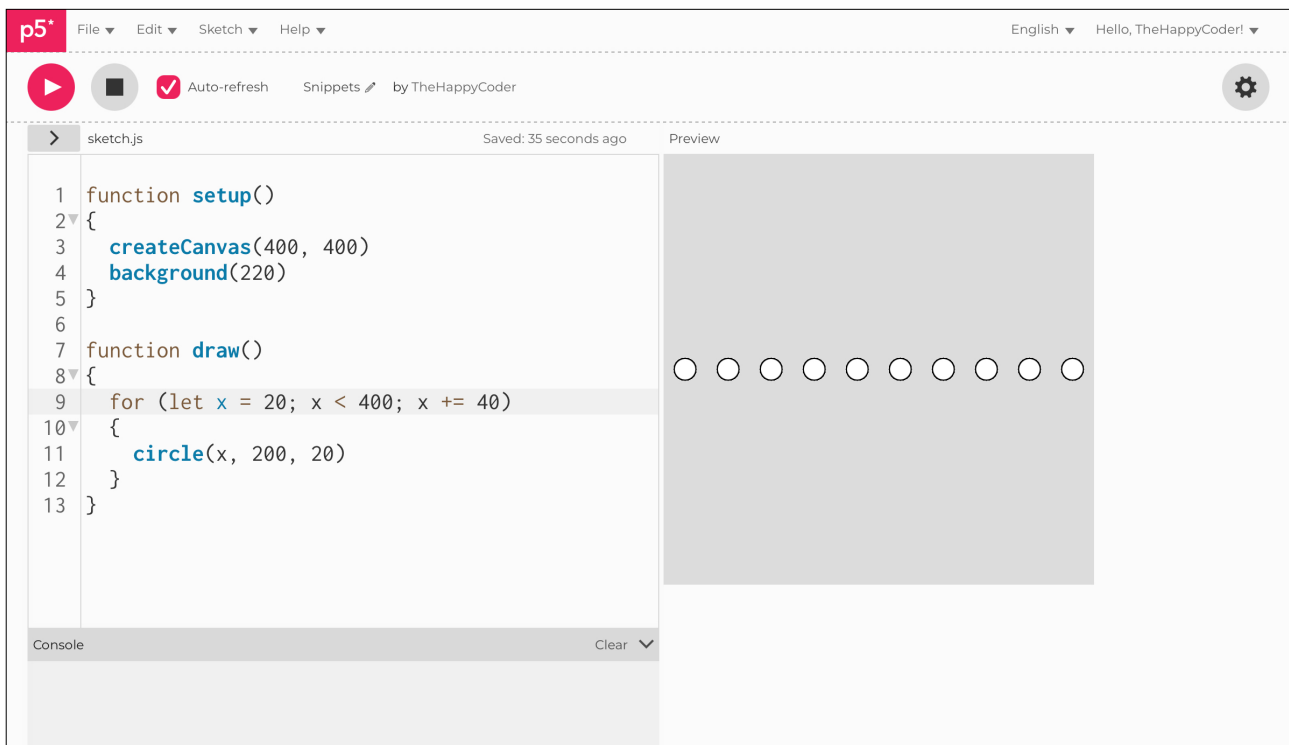 p5* File Edit Sketch Help English Hello, TheHappyCoder!
Auto-refresh Snippets by TheHappyCoder
sketch.js Saved: 35 seconds ago Preview
1 function setup()
2 {
3   createCanvas(400, 400)
4   background(220)
5 }
6
7 function draw()
8 {
9   for (let x = 20; x < 400; x += 40)
10   {
11     circle(x, 200, 20)
12   }
13 }
Console Clear